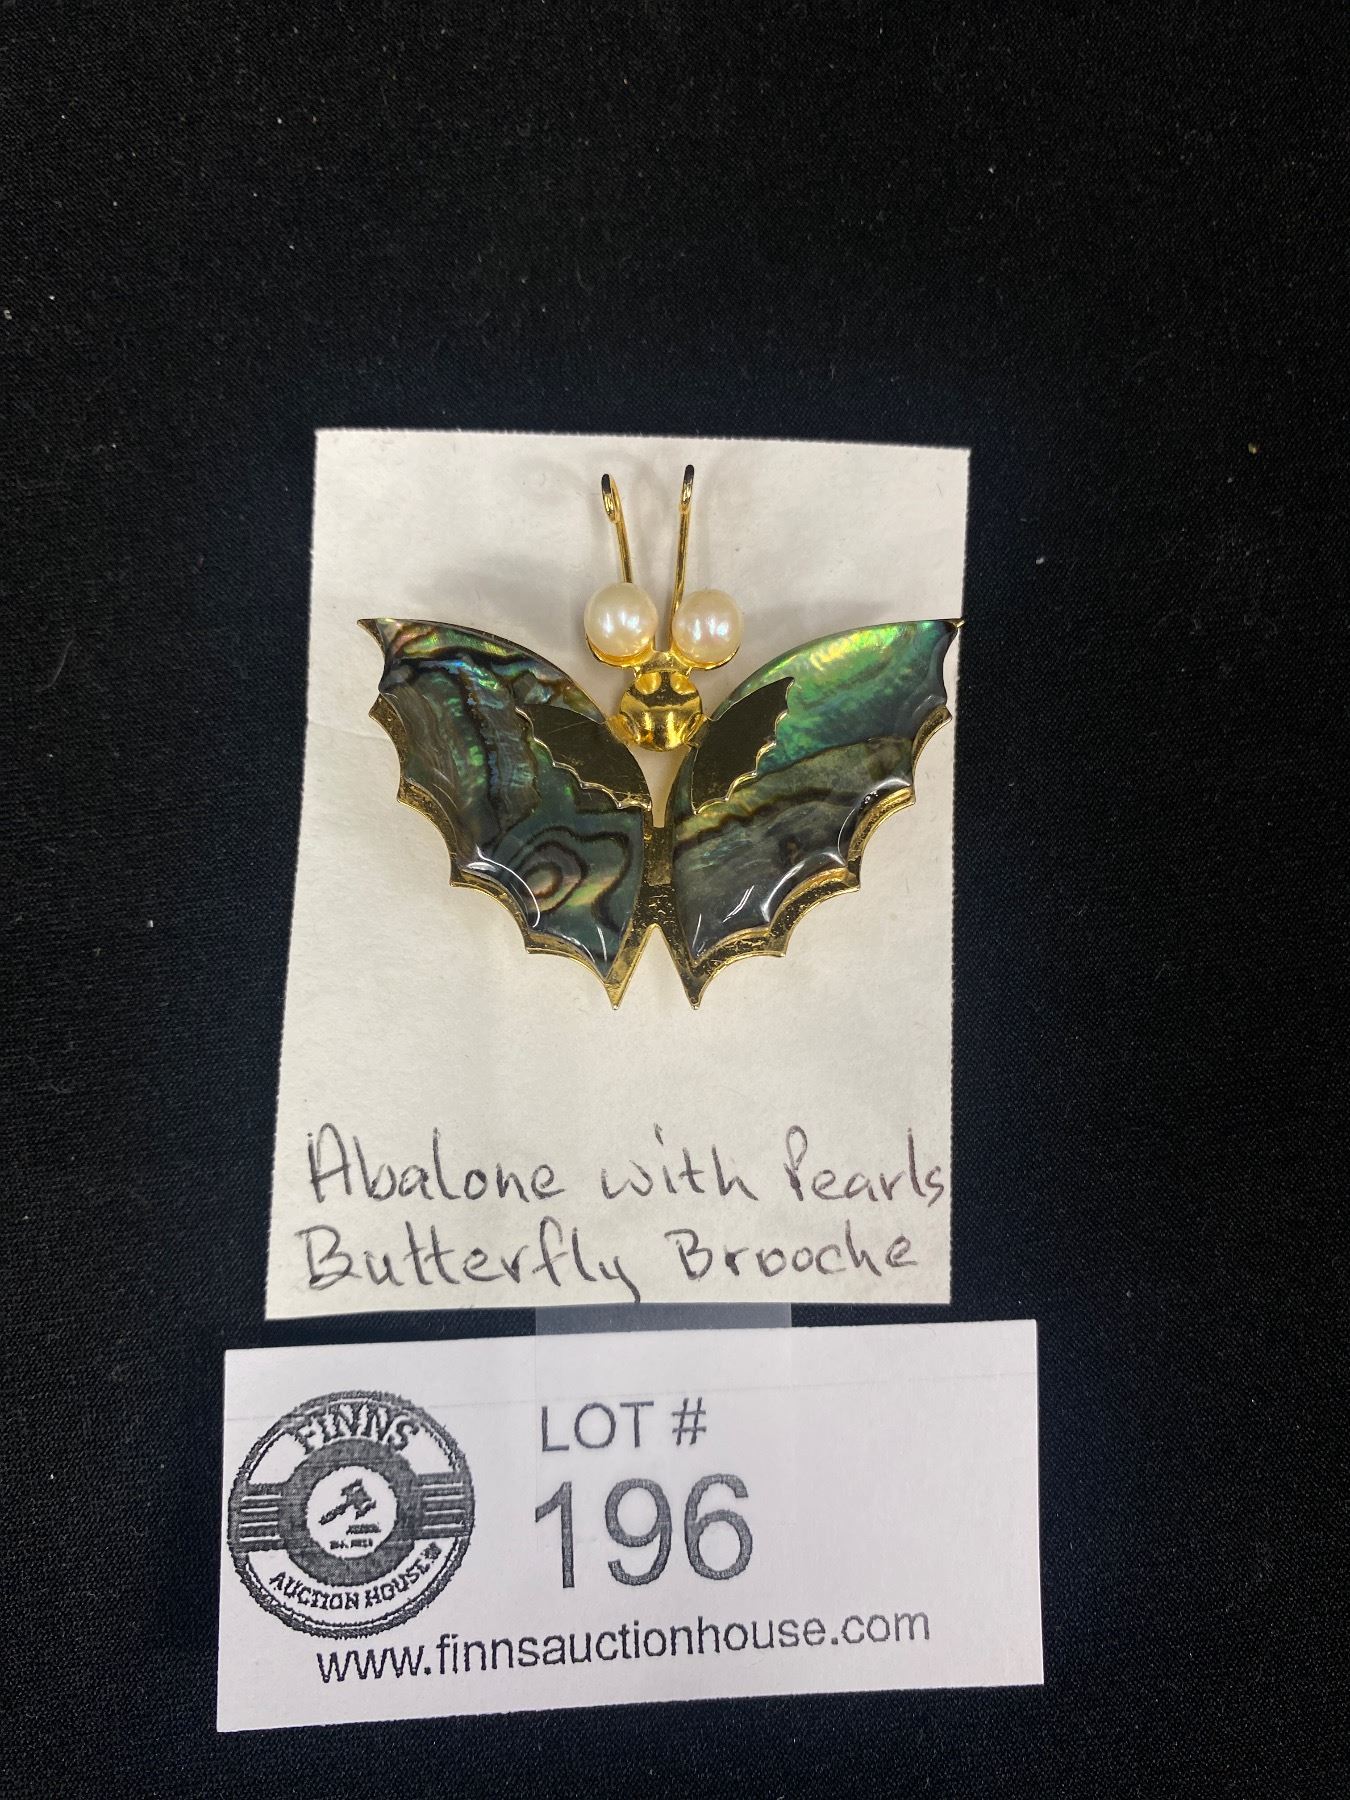 Abalone with Pearls
Butterfly Brooche
FINNS
AUCTION HOUSE
LOT #
196
www.finnsauctionhouse.com